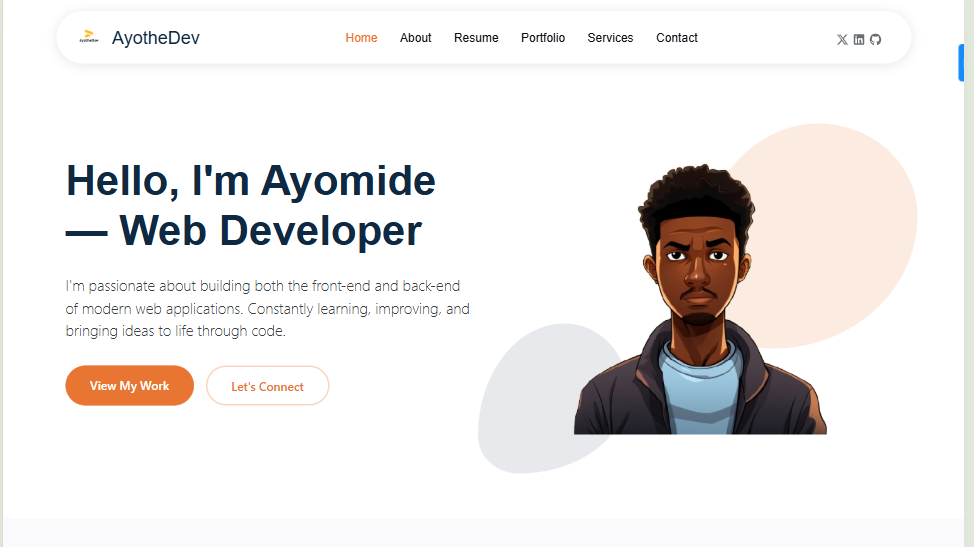 AyotheDev
AyotheDev
Home
About
Resume
Portfolio
Services
Contact
Hello, I'm Ayomide
— Web Developer
I'm passionate about building both the front-end and back-end
of modern web applications. Constantly learning, improving, and
bringing ideas to life through code.
View My Work
Let's Connect